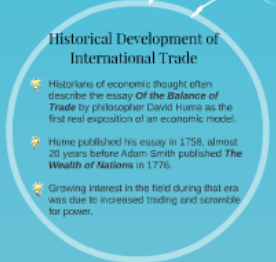 Historical Development of
International Trade
Historians of economic thought often
describe the essay Of the Balance of
Trade by philosopher David Hume as the
first real exposition of an economic model.
Hume published his essay in 1758, almost
20 years before Adam Smith published The
Wealth of Nations in 1776.
Growing interest in the field during that era
was due to increased trading and scramble
for power.